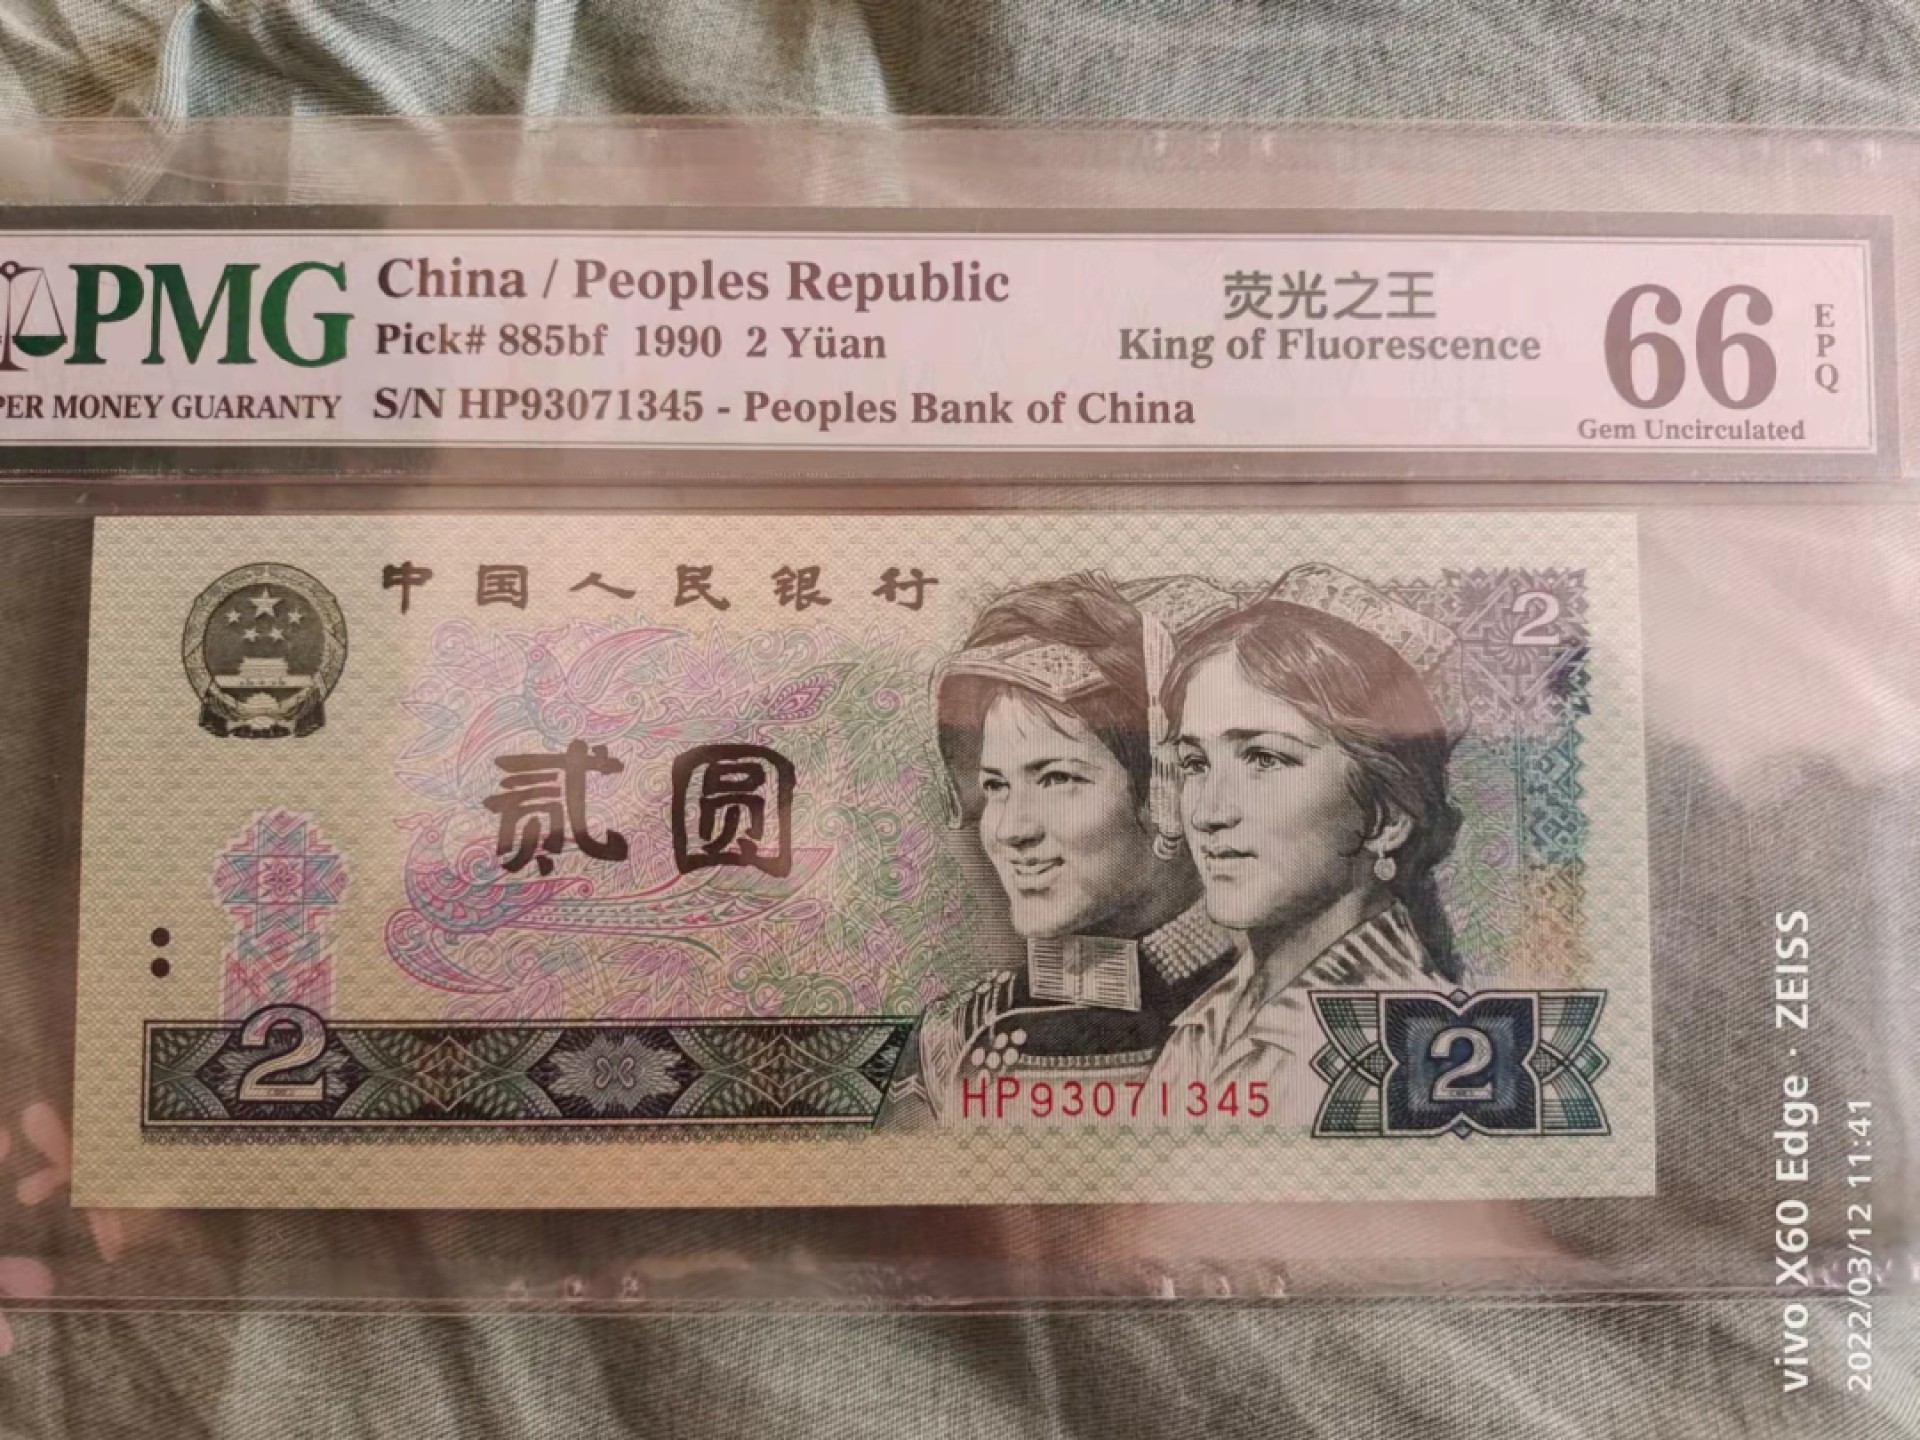 PMG
PER MONEY GUARANTY
China / Peoples Republic
Pick# 885bf 1990 2 Yüan
S/N HP93071345 - Peoples Bank of China
荧光之王
King of Fluorescence
66
EPQ
Gem Uncirculated
中国人民银行
2
贰圆
2
HP93071345
2
vivo X60 Edge · ZEISS
2022/03/12 11:41